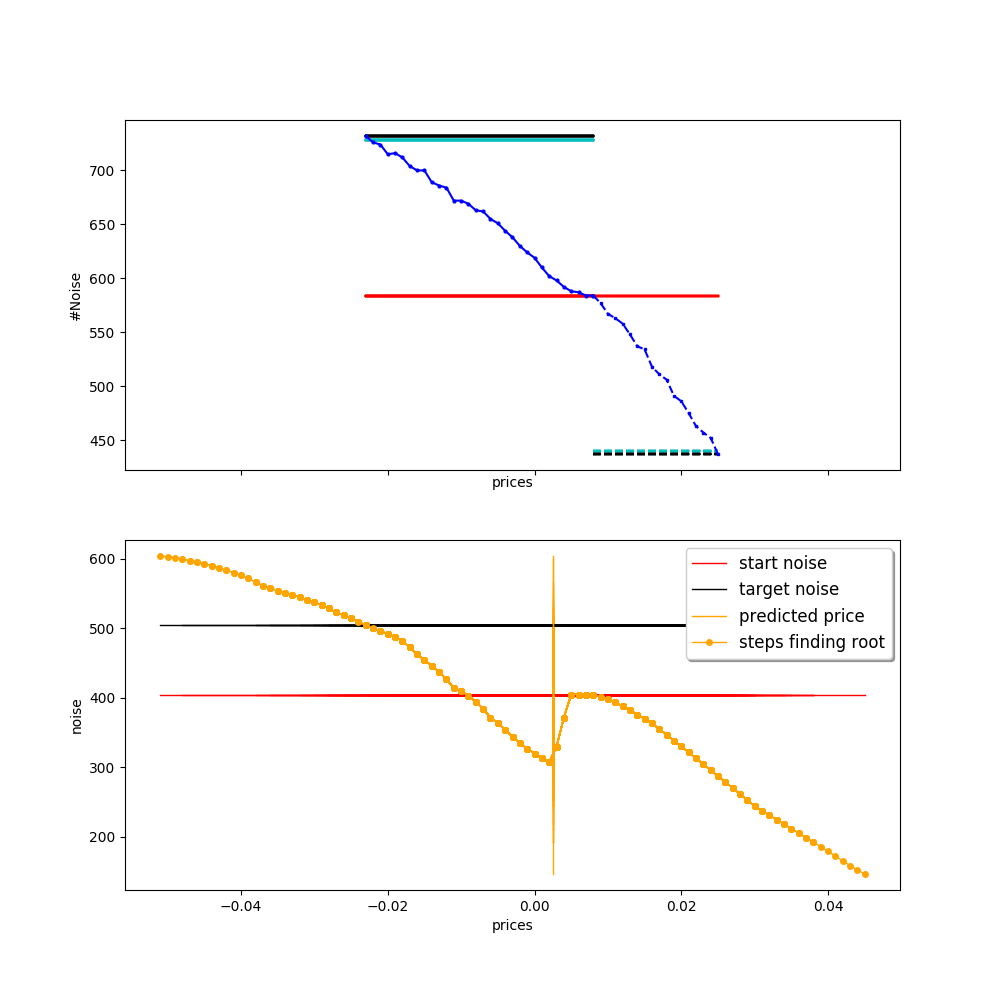 #Noise
700
650
600
550
500
450
prices
noise
600
500
400
300
200
start noise
target noise
predicted price
steps finding root
−0.04
−0.02
0.00
0.02
0.04
prices